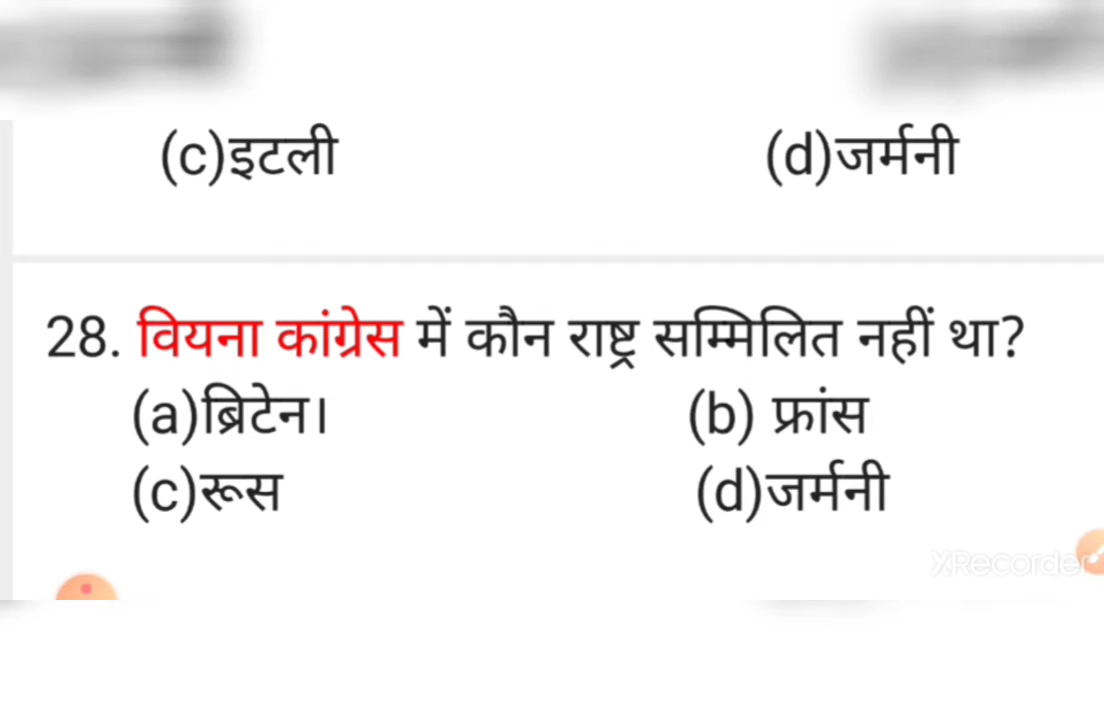 (c)इटली (d)जर्मनी
28. वियना कांग्रेस में कौन राष्ट्र सम्मिलित नहीं था?
(a)ब्रिटेन। (b) फ्रांस
(c)रूस (d)जर्मनी
XRecorder